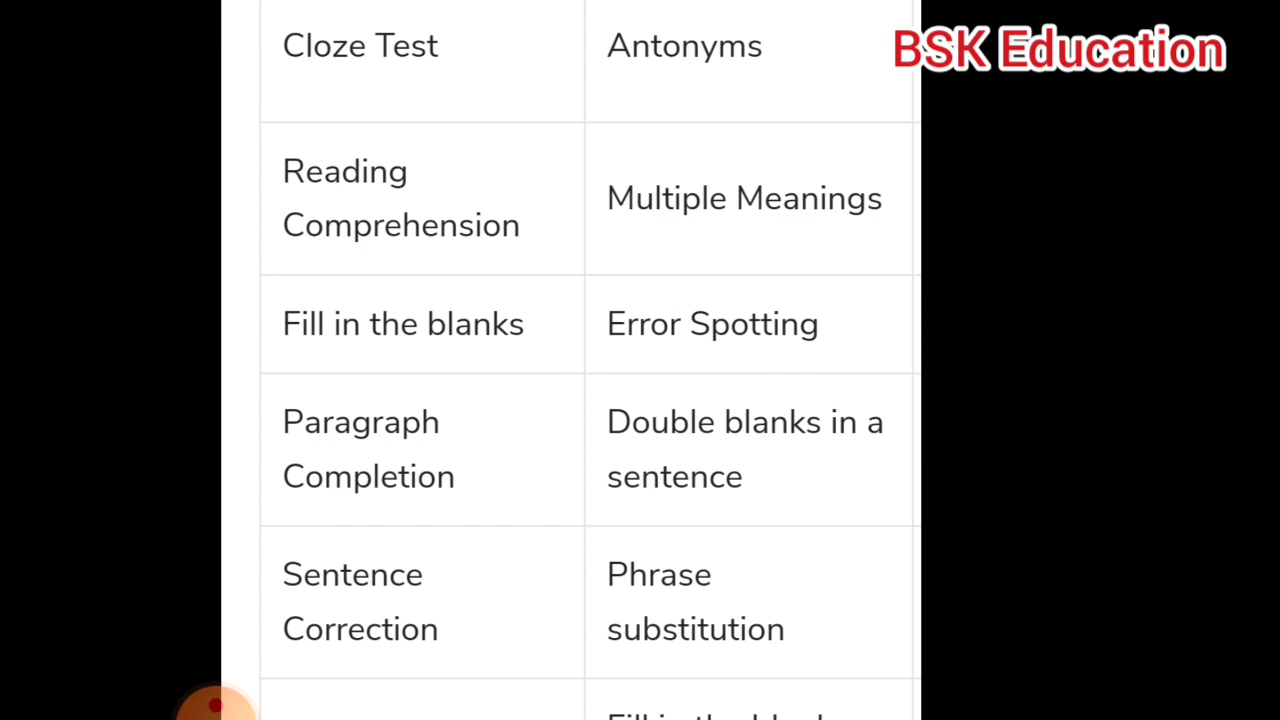 Cloze Test
Antonyms
BSK Education
Reading
Comprehension
Multiple Meanings
Fill in the blanks
Error Spotting
Paragraph
Completion
Double blanks in a
sentence
Sentence
Correction
Phrase
substitution